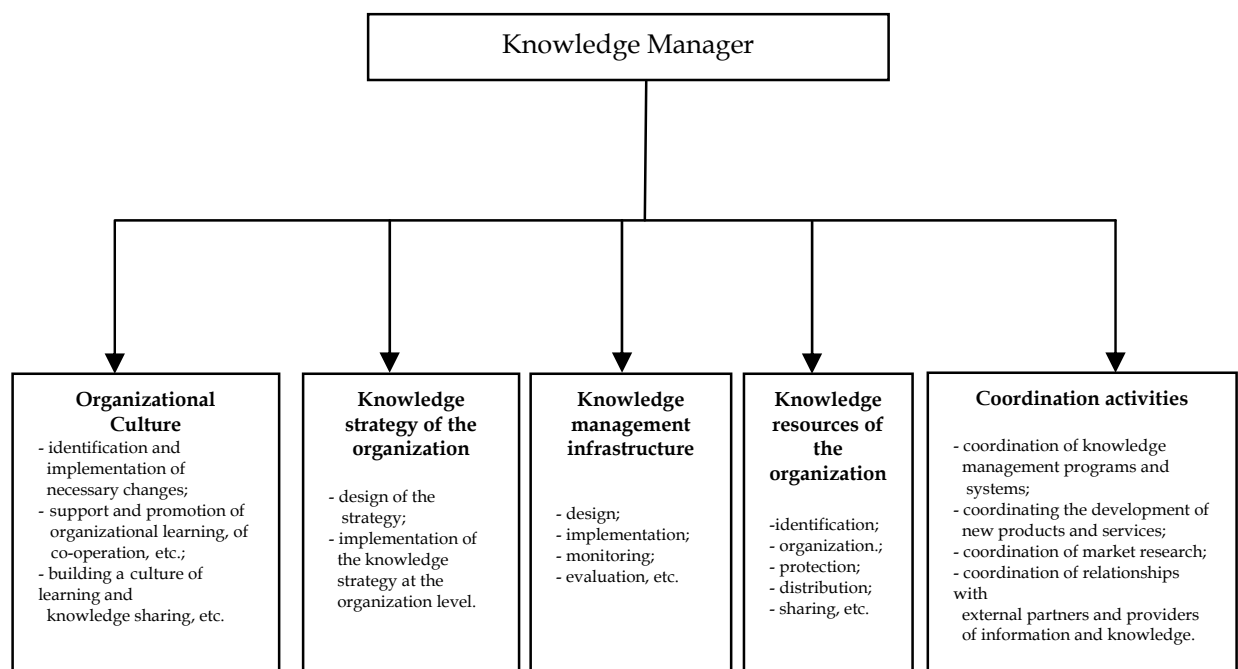 Knowledge Manager
Organizational
Culture
- identification and
implementation of
necessary changes;
- support and promotion of
organizational learning, of
co-operation, etc.;
- building a culture of
learning and
knowledge sharing, etc.
Knowledge
strategy of the
organization
- design of the
strategy;
- implementation of
the knowledge
strategy at the
organization level.
Knowledge
management
infrastructure
- design;
- implementation;
- monitoring;
- evaluation, etc.
Knowledge
resources of
the
organization
-identification;
- organization.;
- protection;
- distribution;
- sharing, etc.
Coordination activities
- coordination of knowledge
management programs and
systems;
- coordinating the development of
new products and services;
- coordination of market research;
- coordination of relationships
with
external partners and providers
of information and knowledge.